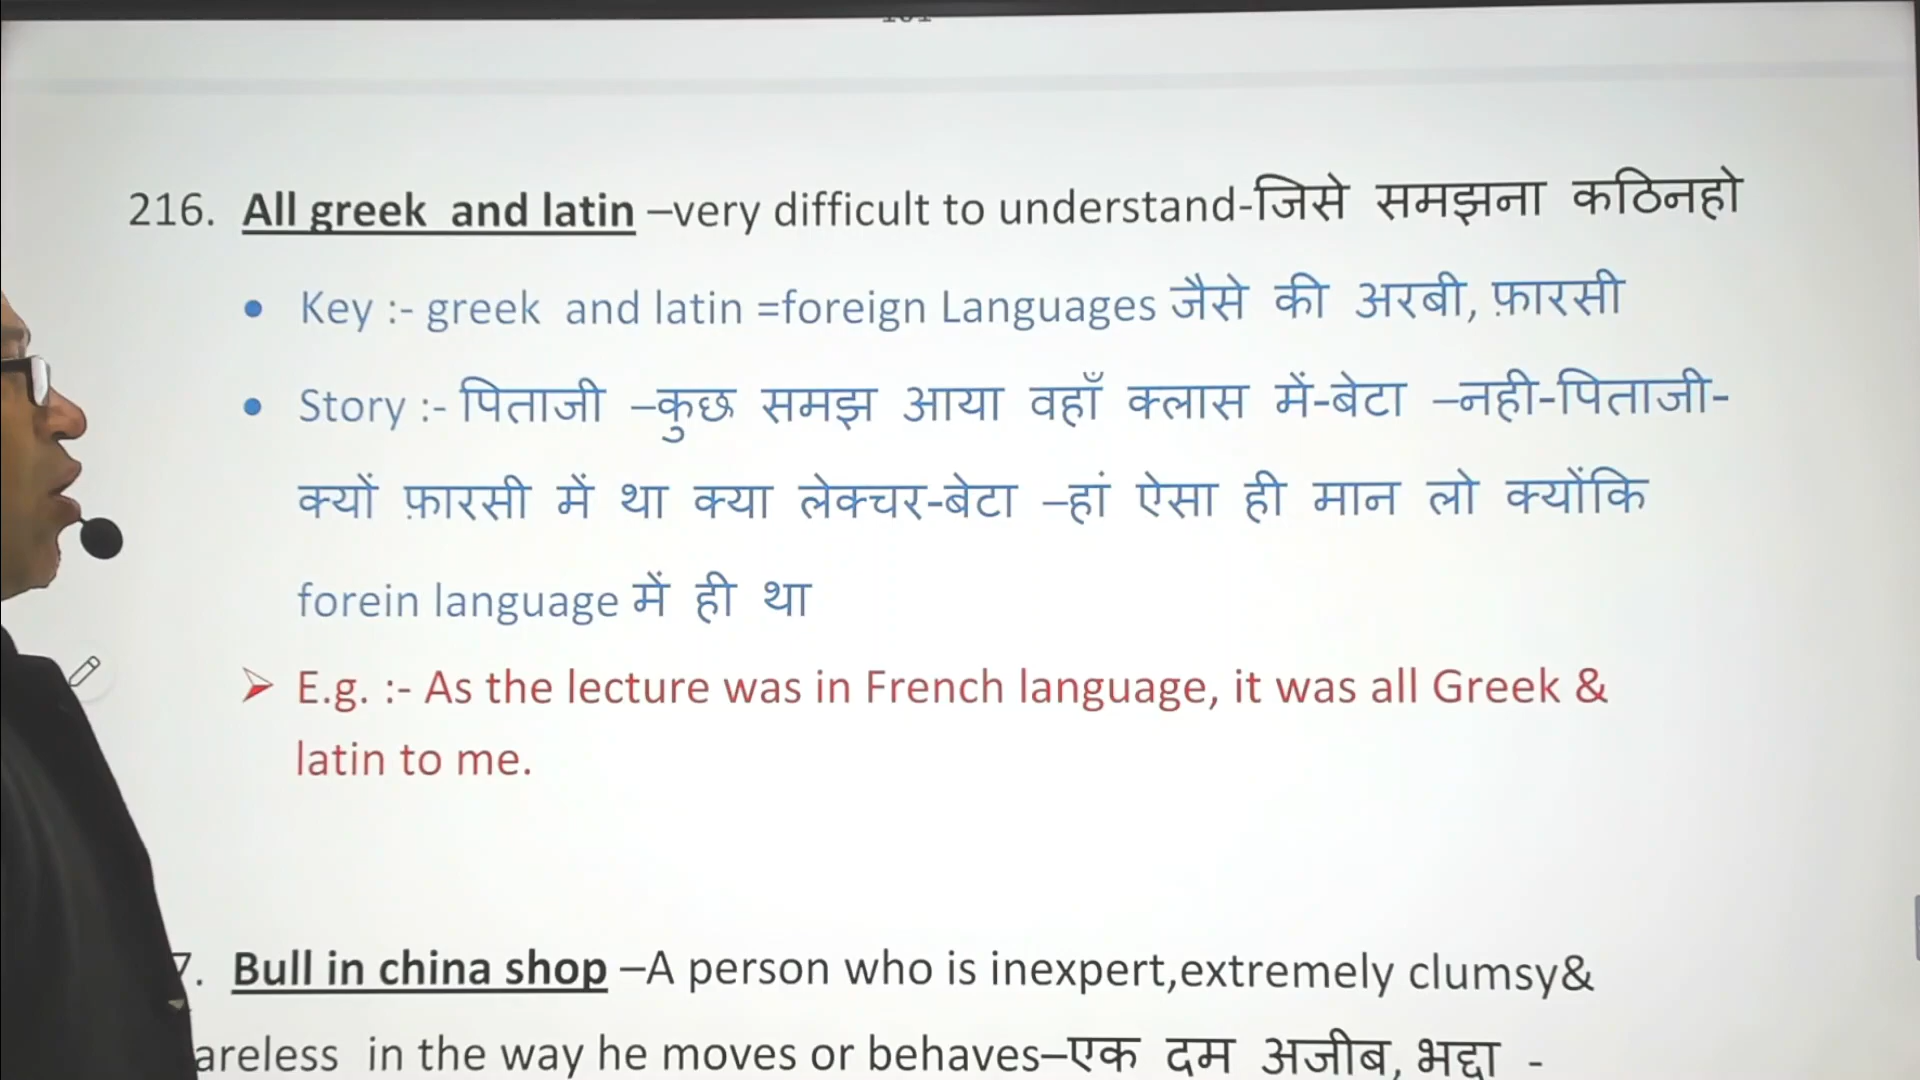 216. All greek and latin –very difficult to understand-जिसे समझना कठिनहो
• Key :- greek and latin =foreign Languages जैसे की अरबी, फ़ारसी
• Story :- पिताजी –कुछ समझ आया वहाँ क्लास में-बेटा –नही-पिताजी-
क्यों फ़ारसी में था क्या लेक्चर-बेटा –हां ऐसा ही मान लो क्योंकि
forein language में ही था
➢ E.g. :- As the lecture was in French language, it was all Greek &
latin to me.
7. Bull in china shop –A person who is inexpert,extremely clumsy&
areless in the way he moves or behaves–एक दम अजीब, भद्दा -